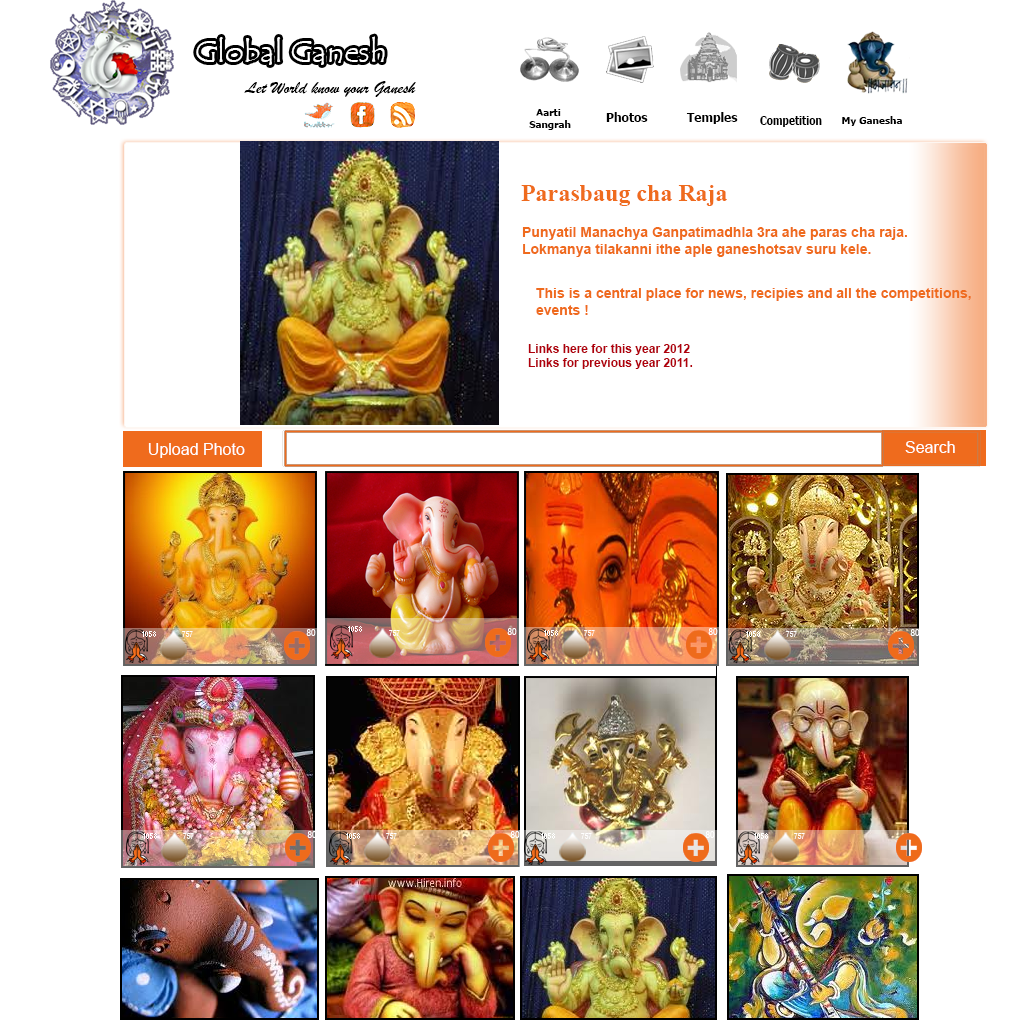 Global Ganesh
Let World know your Ganesh
twitter
Aarti
Sangrah
Photos
Temples
Competition
My Ganesha
Parasbaug cha Raja
Punyatil Manachya Ganpatimadhla 3ra ahe paras cha raja.
Lokmanya tilakanni ithe aple ganeshotsav suru kele.
This is a central place for news, recipies and all the competitions,
events !
Links here for this year 2012
Links for previous year 2011.
Upload Photo
Search
1058 757 80
1058 757 80
1058 757 80
1058 757 80
1058 757 80
1058 757 80
1058 757 80
1058 757
www.Hiren.info